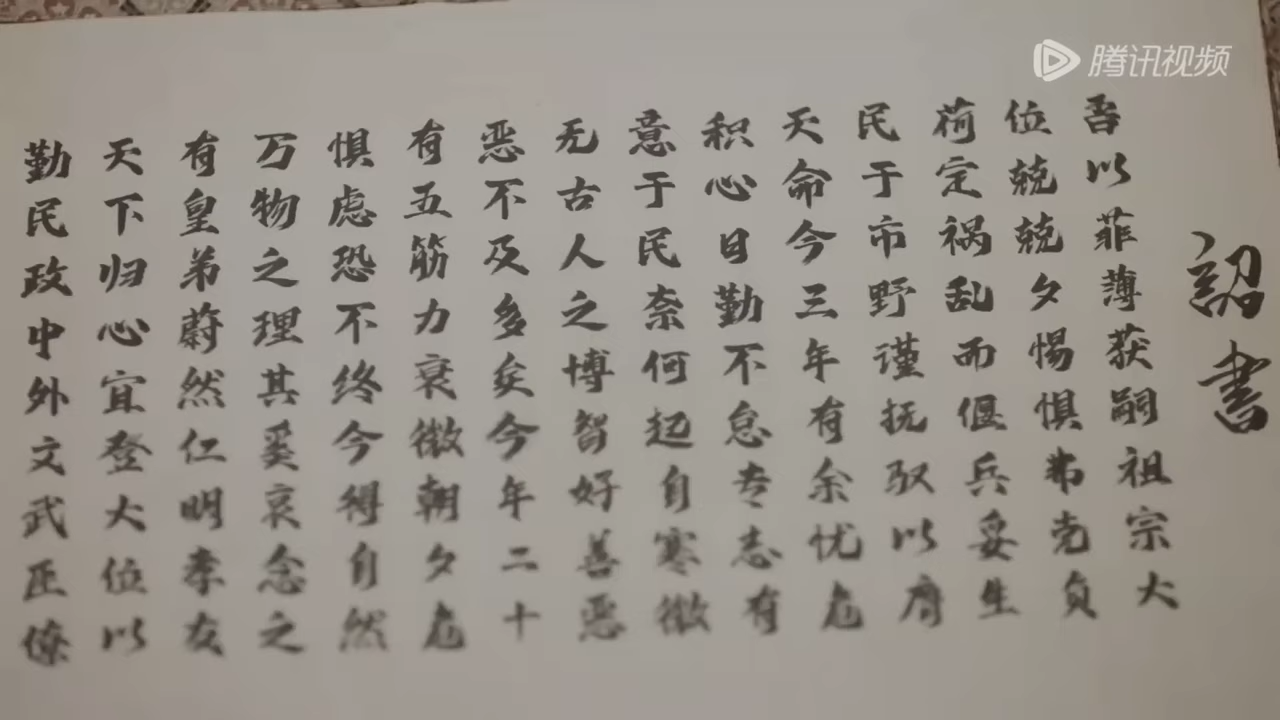 腾讯视频
詔書
吾以菲薄获嗣祖宗大
位兢兢夕惕惧弗克负
荷定祸乱而偃兵妥生
民于市野谨抚驭以膺
天命今三年有余忧危
积心日勤不怠专志有
意于民奈何起自寒微
无古人之博智好善恶
恶不及多矣今年二十
有五筋力衰微朝夕危
惧虑恐不终今得自然
万物之理其奚哀念之
有皇弟蔚然仁明孝友
天下归心宜登大位以
勤民政中外文武臣僚